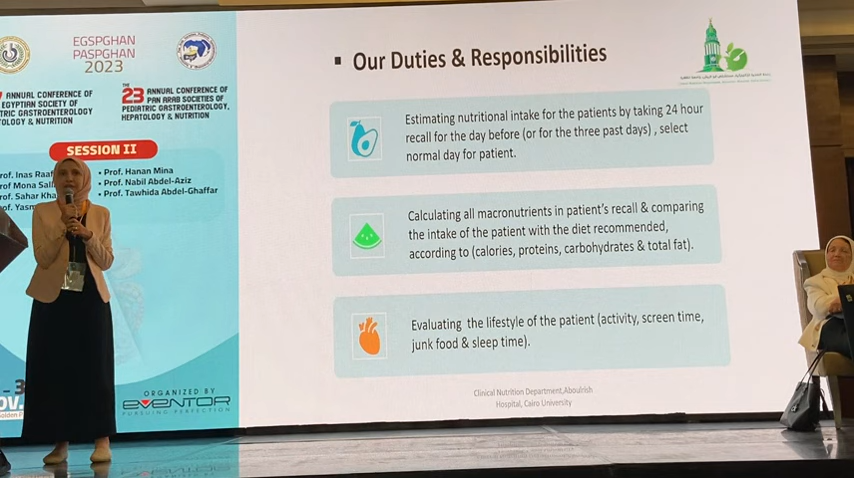 EGSPGHAN
PASPGHAN
2023
ANNUAL CONFERENCE OF
EGYPTIAN SOCIETY OF
GASTROENTEROLOGY
& NUTRITION
THE
23 ANNUAL CONFERENCE OF
PAN ARAB SOCIETIES OF
PEDIATRIC GASTROENTEROLOGY,
HEPATOLOGY & NUTRITION
SESSION II
Prof. Inas
Prof Mona
Prof. Sahar
• Prof. Hanan Mina
• Prof. Nabil Abdel-Aziz
• Prof. Tawhida Abdel-Ghaffar
ORGANIZED BY
EVENTOR
PURSUING PERFECTION
▪ Our Duties & Responsibilities
Estimating nutritional intake for the patients by taking 24 hour
recall for the day before (or for the three past days) , select
normal day for patient.
Calculating all macronutrients in patient's recall & comparing
the intake of the patient with the diet recommended,
according to (calories, proteins, carbohydrates & total fat).
Evaluating the lifestyle of the patient (activity, screen time,
junk food & sleep time).
Clinical Nutrition Department,Aboulrish
Hospital, Cairo University